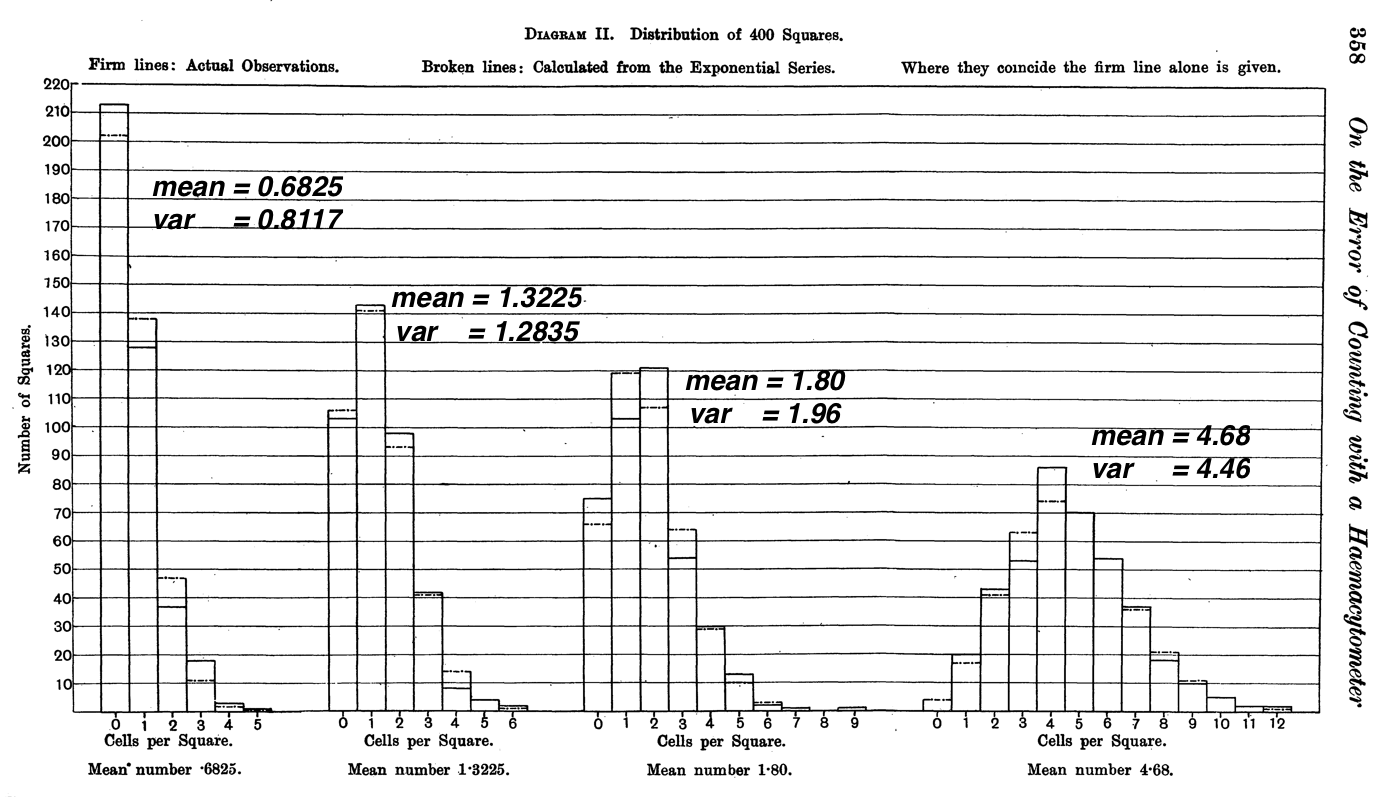 DIAGRAM II. Distribution of 400 Squares.
Firm lines: Actual Observations. Broken lines: Calculated from the Exponential Series. Where they coincide the firm line alone is given.
Number of Squares.
220
210
200
190
180
170
160
150
140
130
120
110
100
90
80
70
60
50
40
30
20
10
mean = 0.6825
var = 0.8117
mean = 1.3225
var = 1.2835
mean = 1.80
var = 1.96
mean = 4.68
var = 4.46
0 1 2 3 4 5
Cells per Square.
Mean number ·6825.
0 1 2 3 4 5 6
Cells per Square.
Mean number 1·3225.
0 1 2 3 4 5 6 7 8 9
Cells per Square.
Mean number 1·80.
0 1 2 3 4 5 6 7 8 9 10 11 12
Cells per Square.
Mean number 4·68.
358 On the Error of Counting with a Haemacytometer